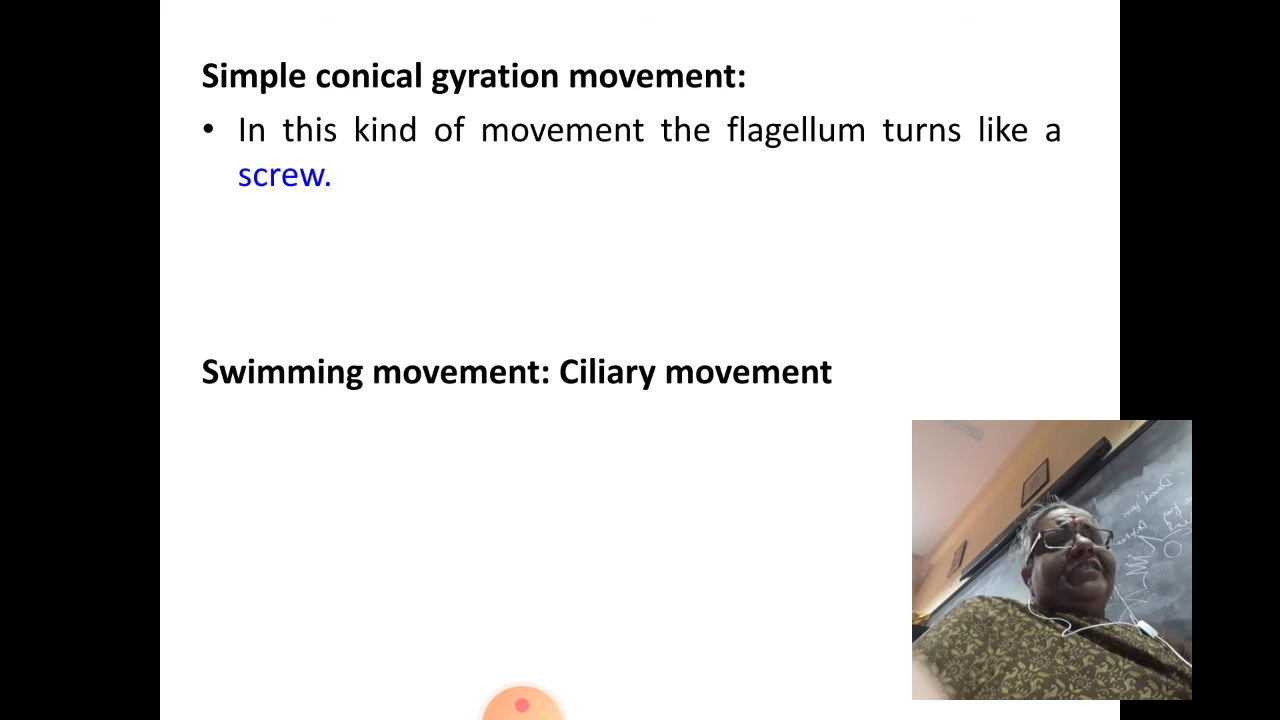 Simple conical gyration movement:
• In this kind of movement the flagellum turns like a
screw.
Swimming movement: Ciliary movement